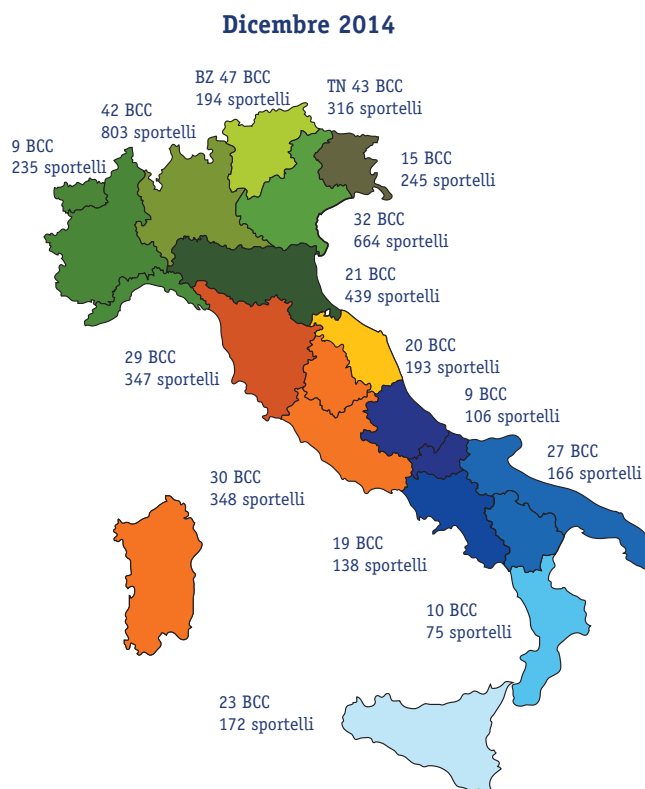 Dicembre 2014
BZ 47 BCC
194 sportelli
TN 43 BCC
316 sportelli
42 BCC
803 sportelli
9 BCC
235 sportelli
15 BCC
245 sportelli
32 BCC
664 sportelli
21 BCC
439 sportelli
20 BCC
193 sportelli
29 BCC
347 sportelli
9 BCC
106 sportelli
27 BCC
166 sportelli
30 BCC
348 sportelli
19 BCC
138 sportelli
10 BCC
75 sportelli
23 BCC
172 sportelli